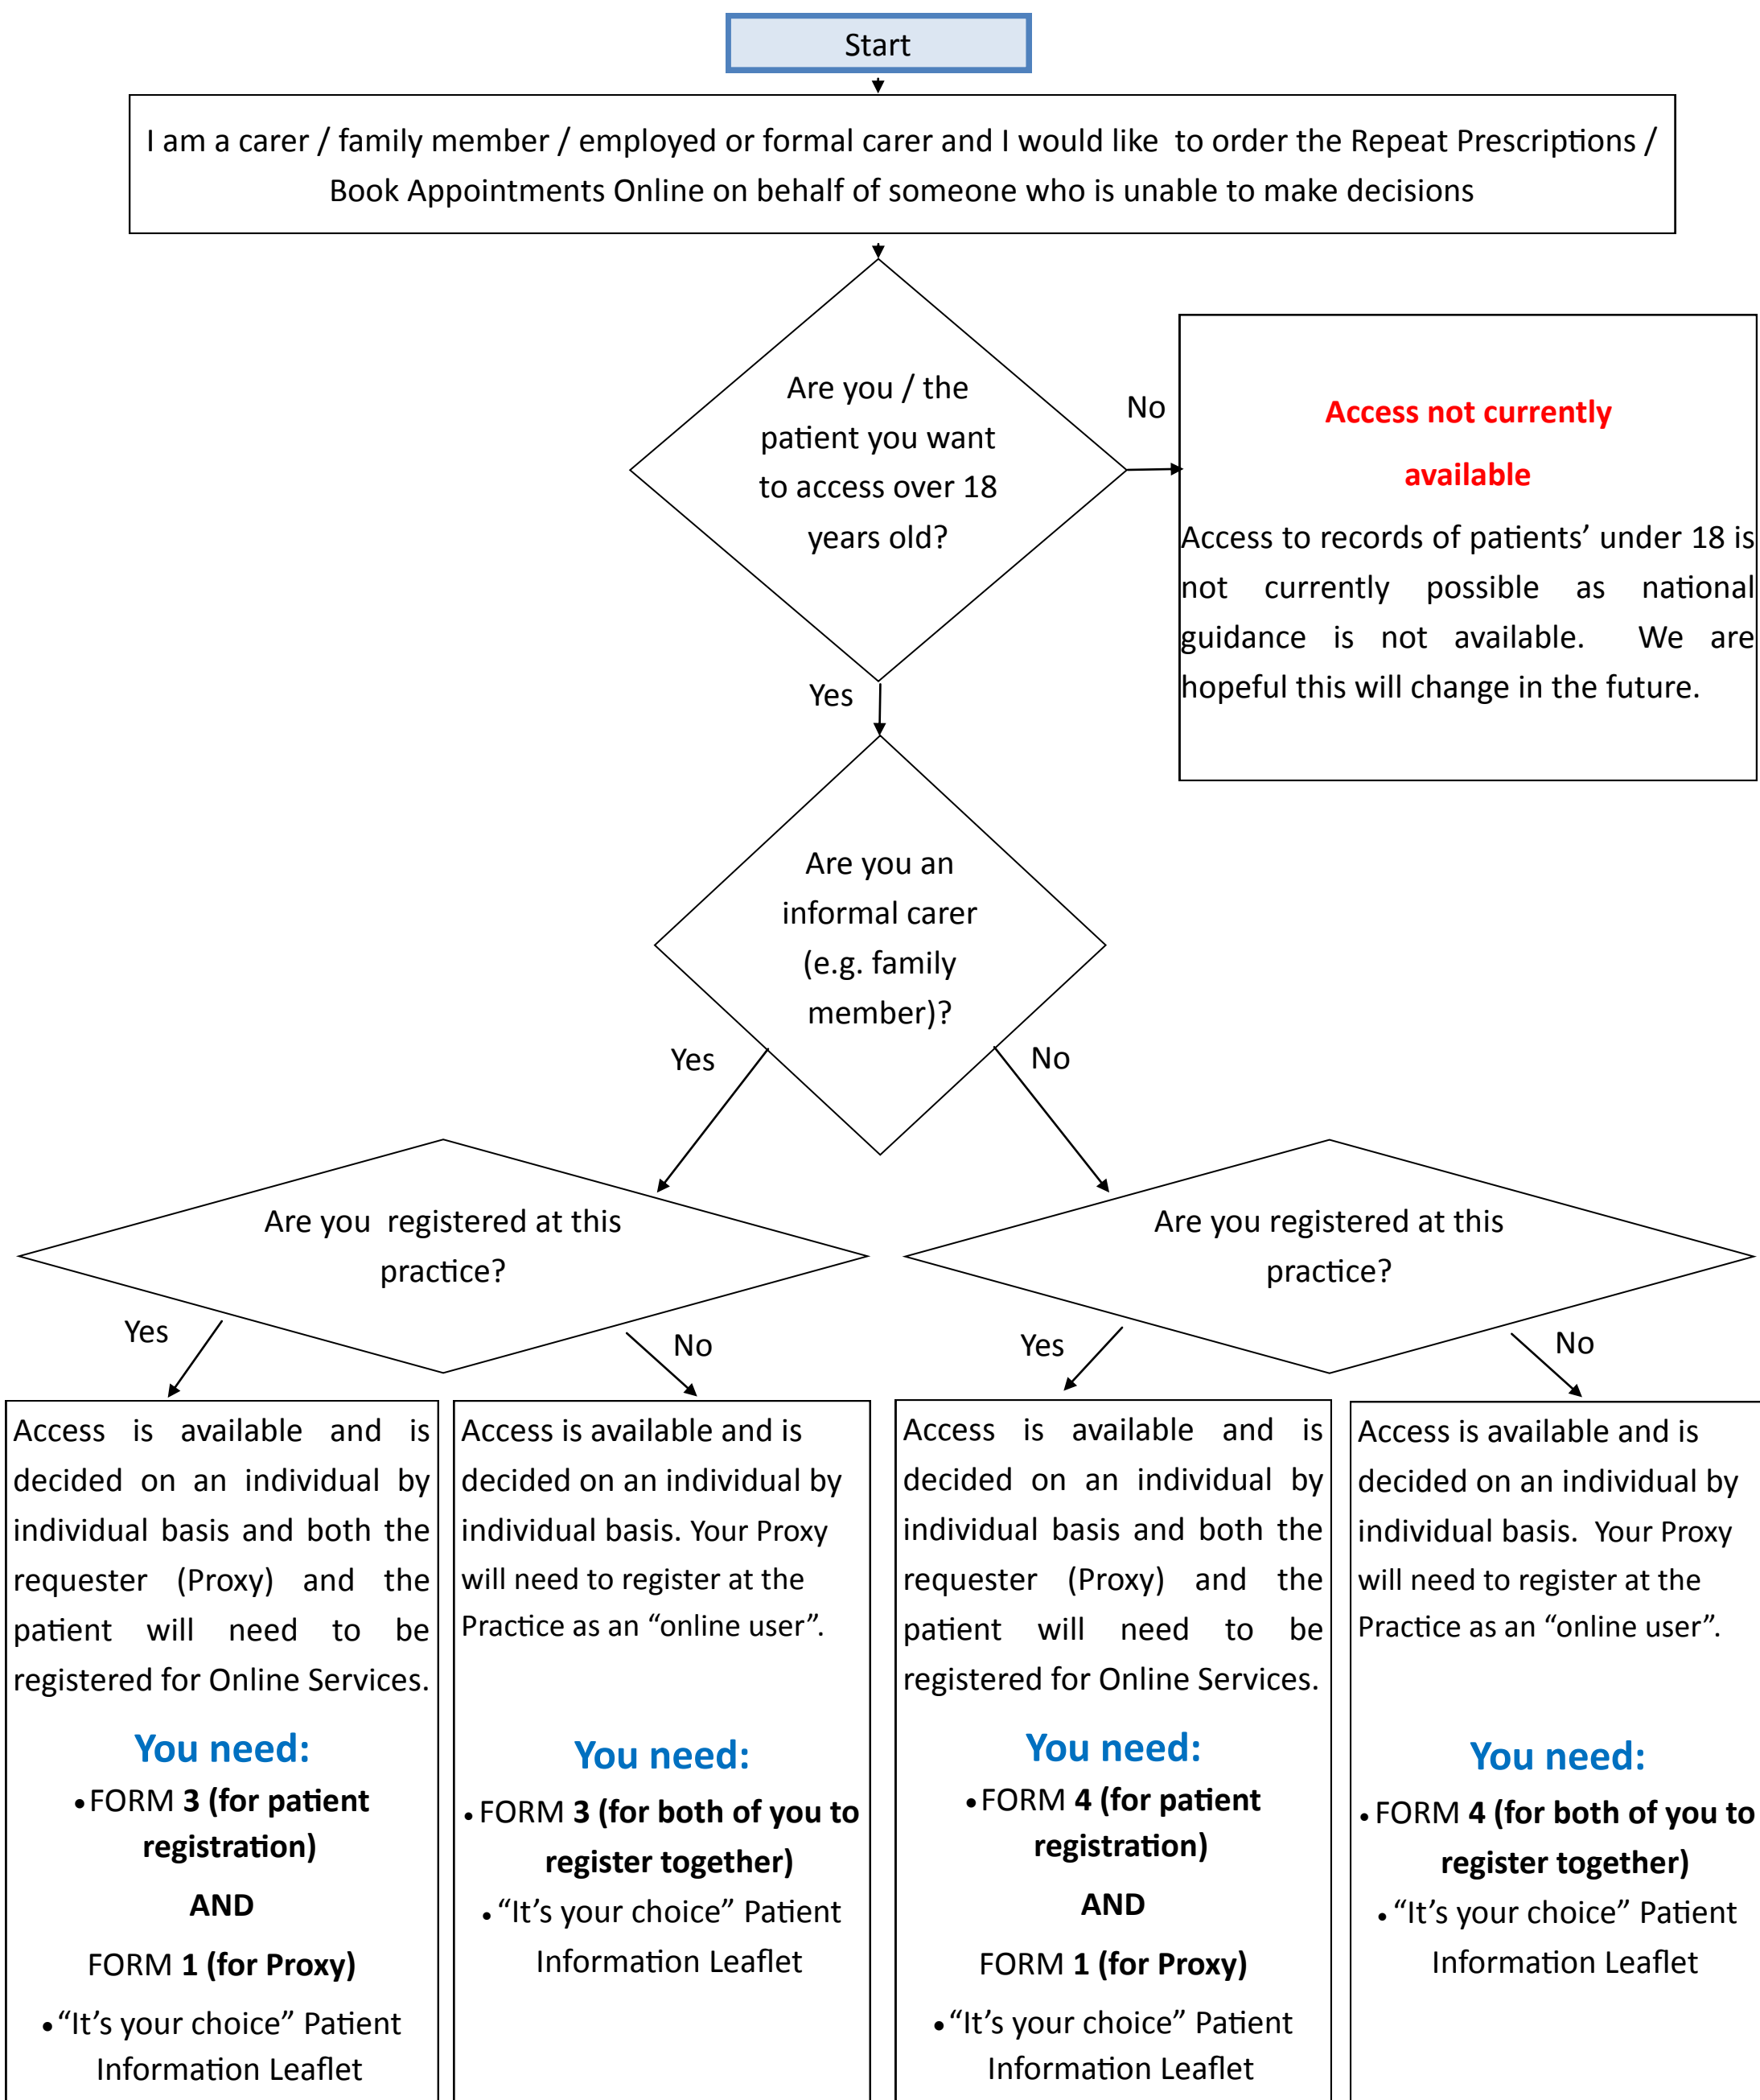 Start
I am a carer / family member / employed or formal carer and I would like  to order the Repeat Prescriptions /
Book Appointments Online on behalf of someone who is unable to make decisions
Are you / the
patient you want
to access over 18
years old?
No
Access not currently
available
Access to records of patients’ under 18 is
not currently possible as national
guidance is not available.  We are
hopeful this will change in the future.
Yes
Are you an
informal carer
(e.g. family
member)?
Yes
No
Are you  registered at this
practice?
Are you registered at this
practice?
Yes
No
Yes
No
Access is available and is
decided on an individual by
individual basis and both the
requester (Proxy) and the
patient will need to be
registered for Online Services.
You need:
•FORM 3 (for patient
registration)
AND
FORM 1 (for Proxy)
•“It’s your choice” Patient
Information Leaflet
Access is available and is
decided on an individual by
individual basis. Your Proxy
will need to register at the
Practice as an “online user”.
You need:
• FORM 3 (for both of you to
register together)
• “It’s your choice” Patient
Information Leaflet
Access is available and is
decided on an individual by
individual basis and both the
requester (Proxy) and the
patient will need to be
registered for Online Services.
You need:
•FORM 4 (for patient
registration)
AND
FORM 1 (for Proxy)
•“It’s your choice” Patient
Information Leaflet
Access is available and is
decided on an individual by
individual basis.  Your Proxy
will need to register at the
Practice as an “online user”.
You need:
• FORM 4 (for both of you to
register together)
• “It’s your choice” Patient
Information Leaflet